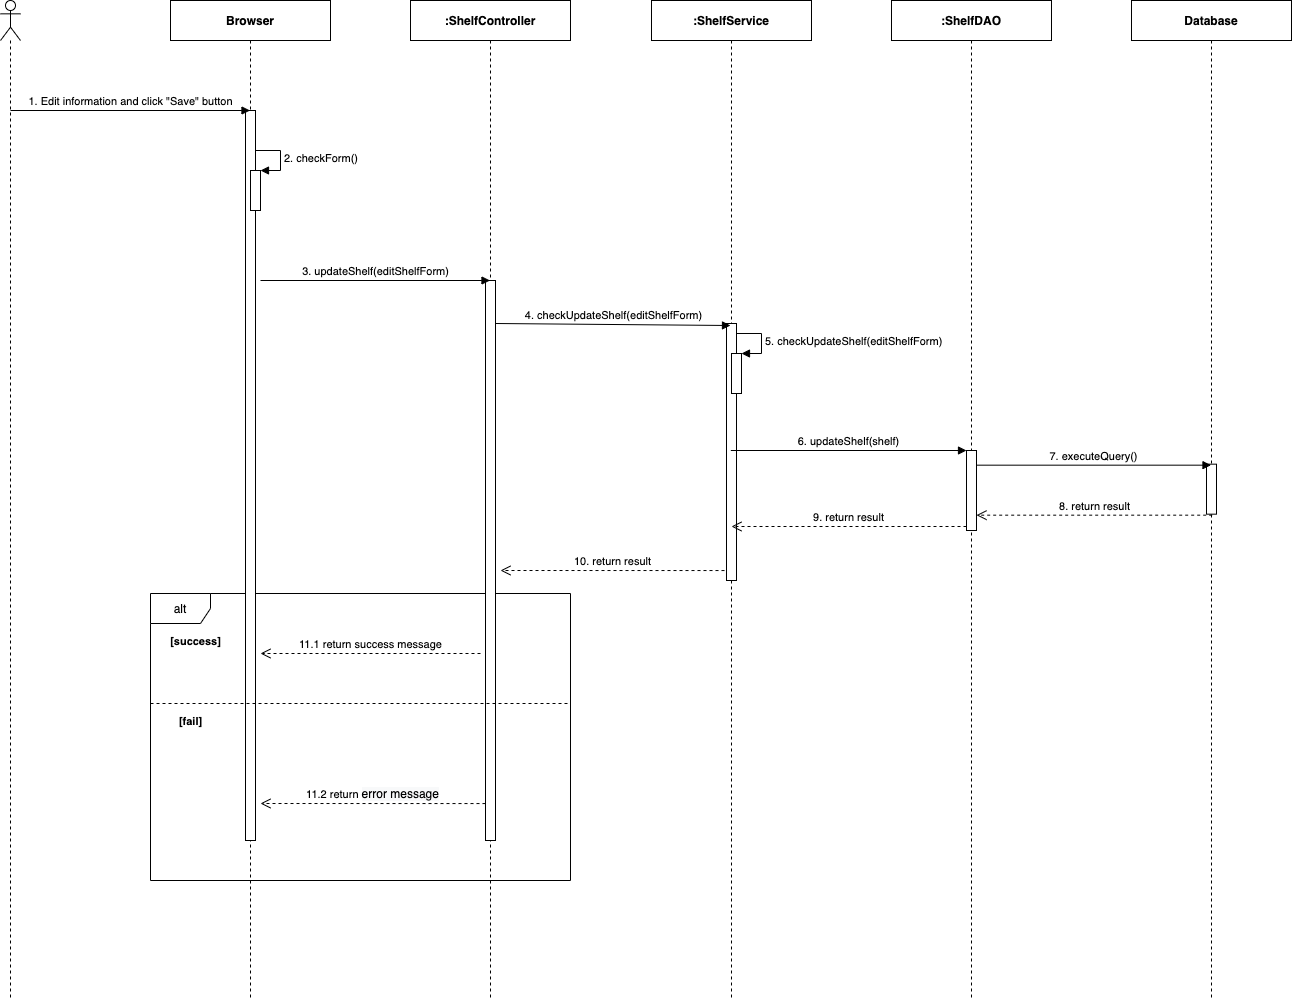 Browser
:ShelfController
:ShelfService
:ShelfDAO
Database
1. Edit information and click "Save" button
2. checkForm()
3. updateShelf(editShelfForm)
4. checkUpdateShelf(editShelfForm)
5. checkUpdateShelf(editShelfForm)
6. updateShelf(shelf)
7. executeQuery()
8. return result
9. return result
10. return result
alt
[success]
11.1 return success message
[fail]
11.2 return error message